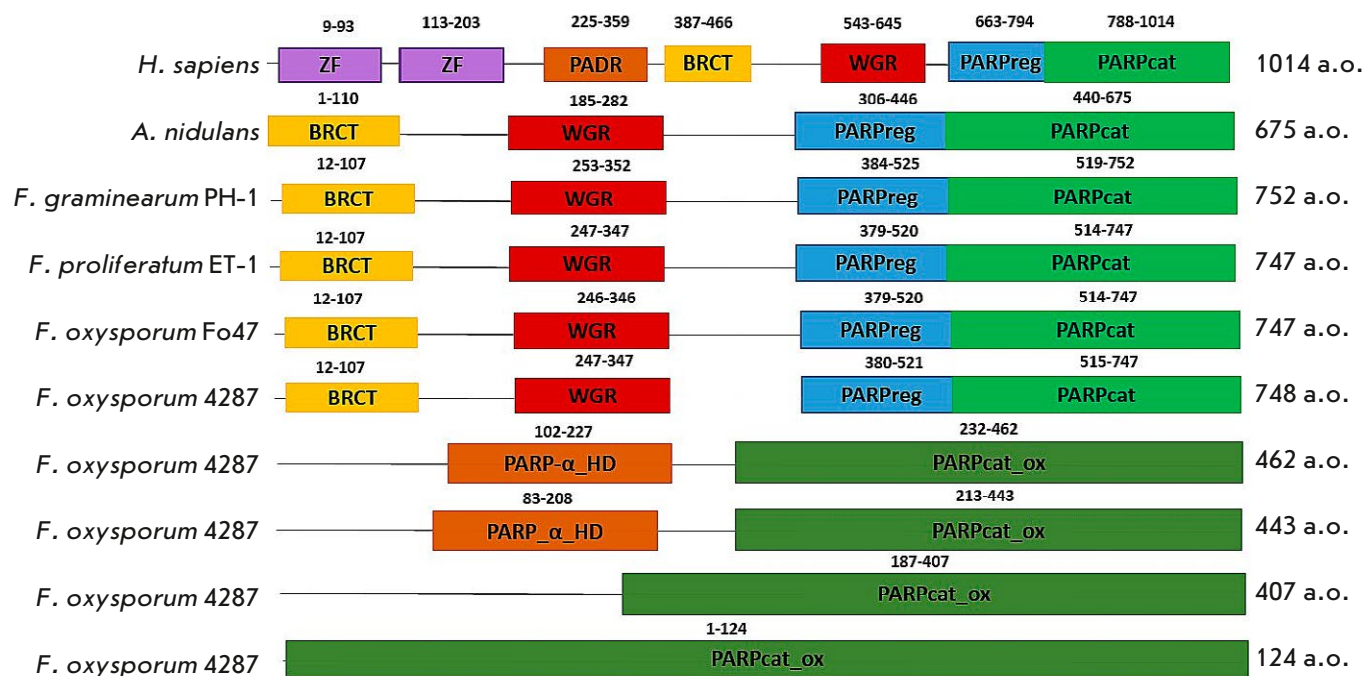 9-93 113-203 225-359 387-466 543-645 663-794 788-1014
H. sapiens ZF ZF PADR BRCT WGR PARPreg PARPcat 1014 a.o.
1-110 185-282 306-446 440-675
A. nidulans BRCT WGR PARPreg PARPcat 675 a.o.
12-107 253-352 384-525 519-752
F. graminearum PH-1 BRCT WGR PARPreg PARPcat 752 a.o.
12-107 247-347 379-520 514-747
F. proliferatum ET-1 BRCT WGR PARPreg PARPcat 747 a.o.
12-107 246-346 379-520 514-747
F. oxysporum Fo47 BRCT WGR PARPreg PARPcat 747 a.o.
12-107 247-347 380-521 515-747
F. oxysporum 4287 BRCT WGR PARPreg PARPcat 748 a.o.
102-227 232-462
F. oxysporum 4287 PARP-α_HD PARPcat_ox 462 a.o.
83-208 213-443
F. oxysporum 4287 PARP_α_HD PARPcat_ox 443 a.o.
187-407
F. oxysporum 4287 PARPcat_ox 407 a.o.
1-124
F. oxysporum 4287 PARPcat_ox 124 a.o.